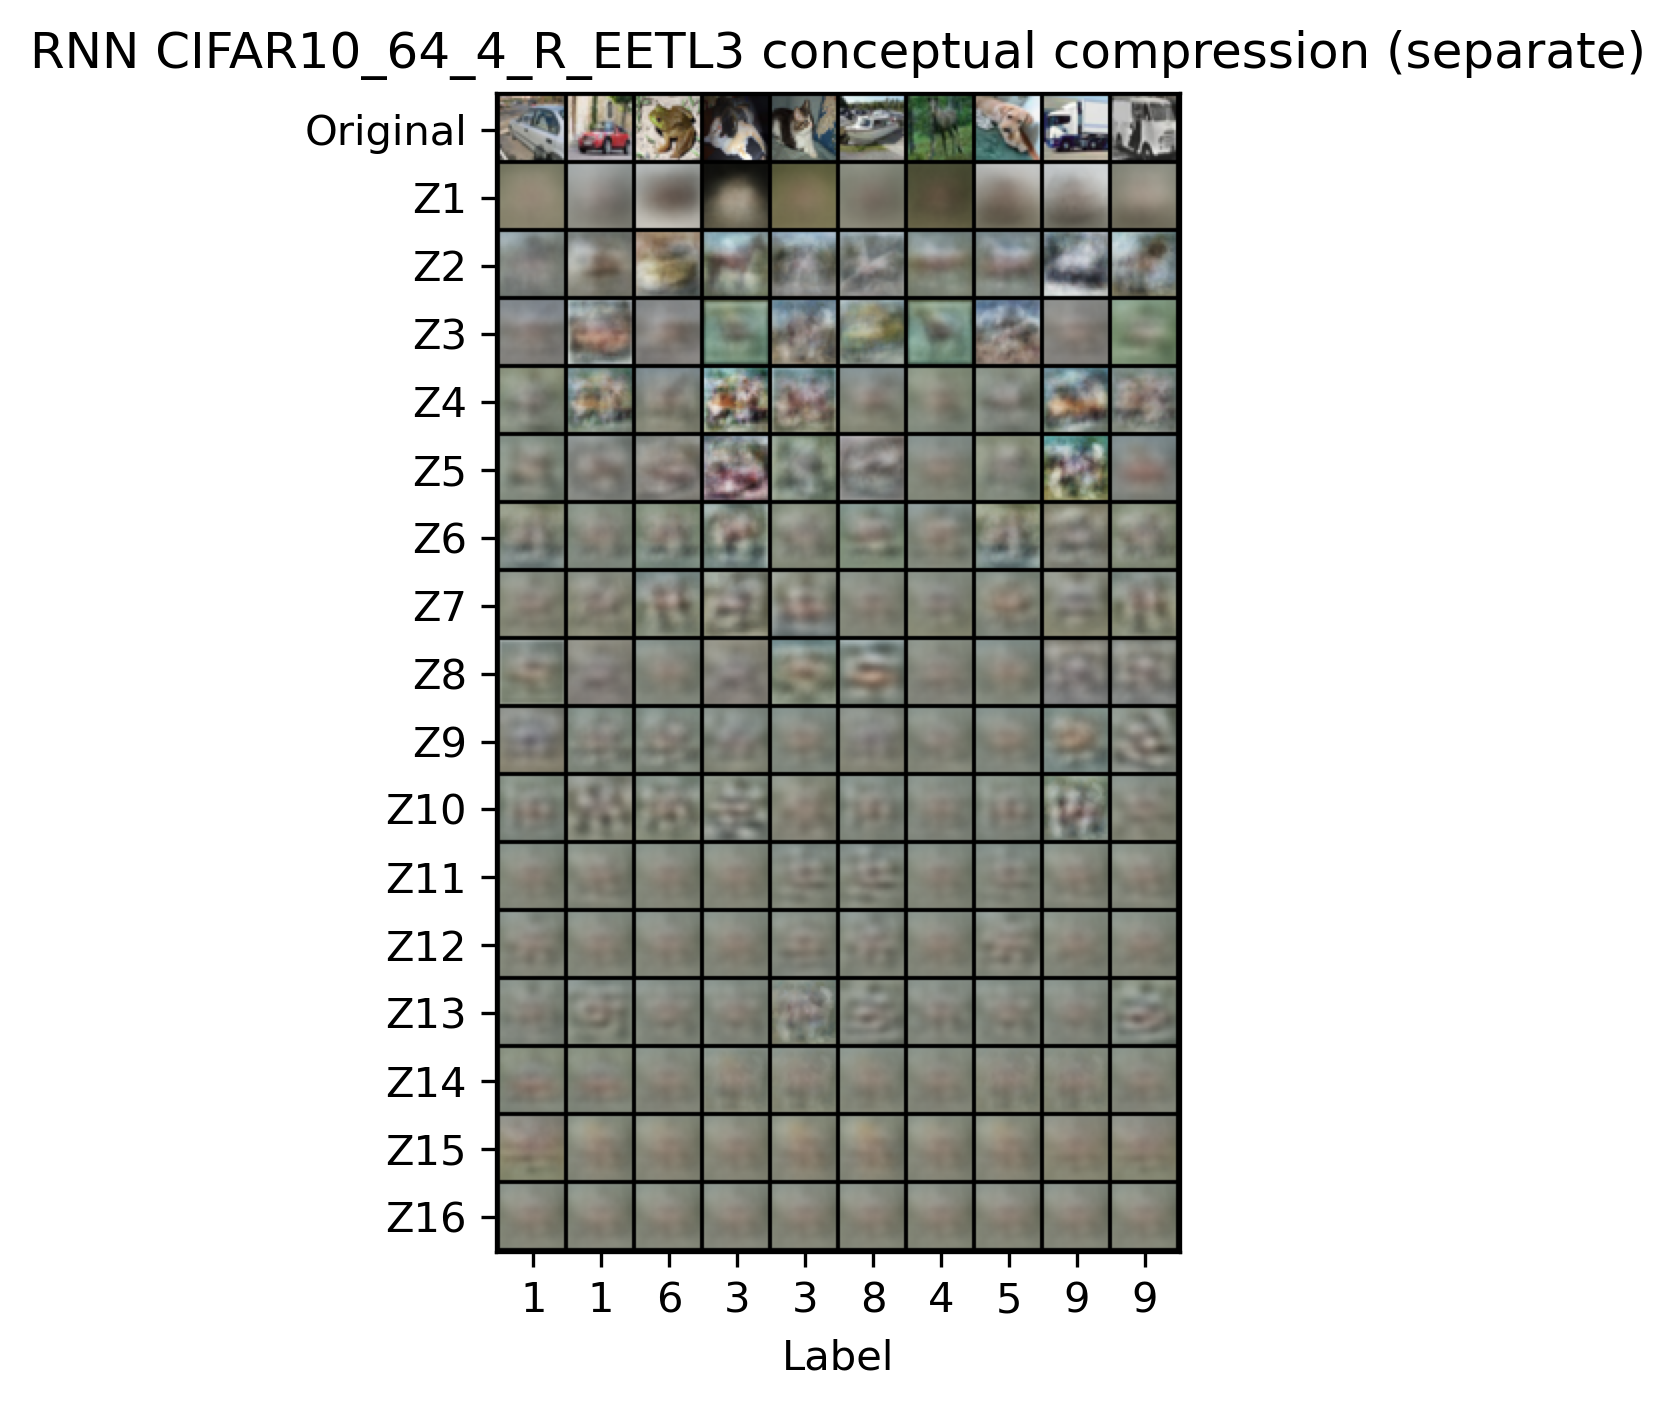 RNN CIFAR10_64_4_R_EETL3 conceptual compression (separate)
Original
Z1
Z2
Z3
Z4
Z5
Z6
Z7
Z8
Z9
Z10
Z11
Z12
Z13
Z14
Z15
Z16
1 1 6 3 3 8 4 5 9 9
Label